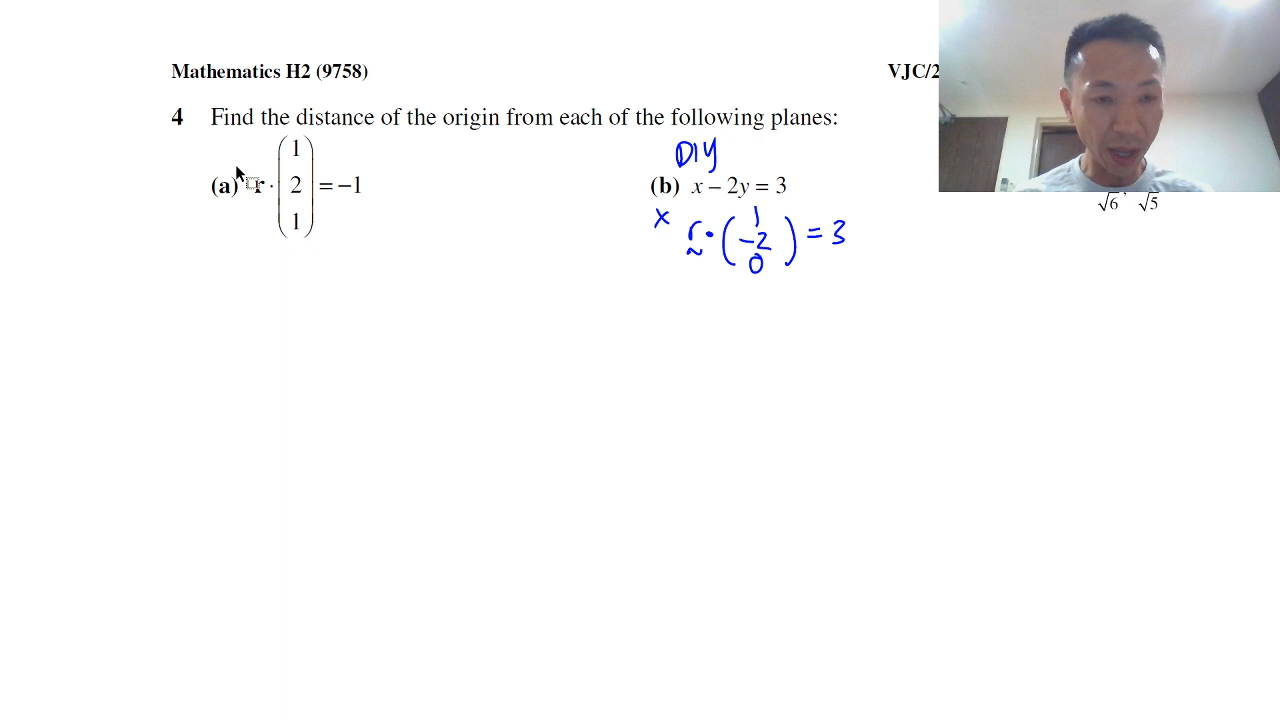 Mathematics H2 (9758) VJC/2
4 Find the distance of the origin from each of the following planes:
(a) r · (1 2 1) = −1
DIY
(b) x − 2y = 3
√6, √5
x r · (1 −2 0) = 3